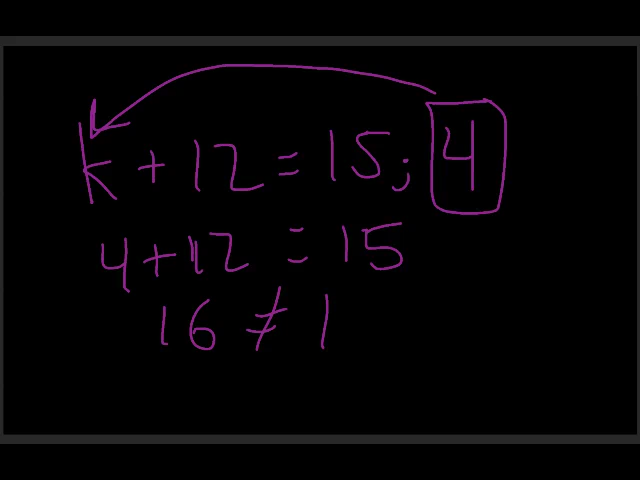 k + 12 = 15; 4
4 + 12 = 15
16 ≠ 1